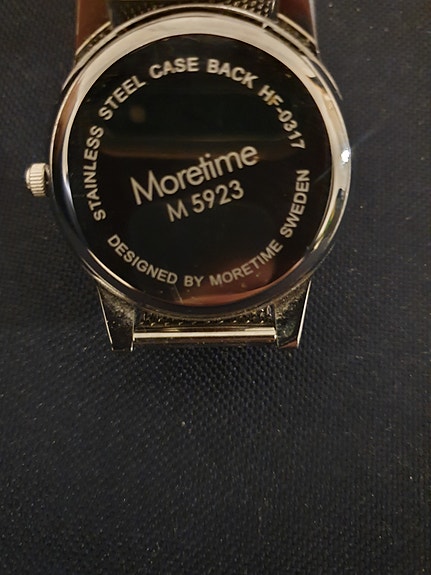 STAINLESS STEEL CASE BACK HF-0317
Moretime
M 5923
DESIGNED BY MORETIME SWEDEN